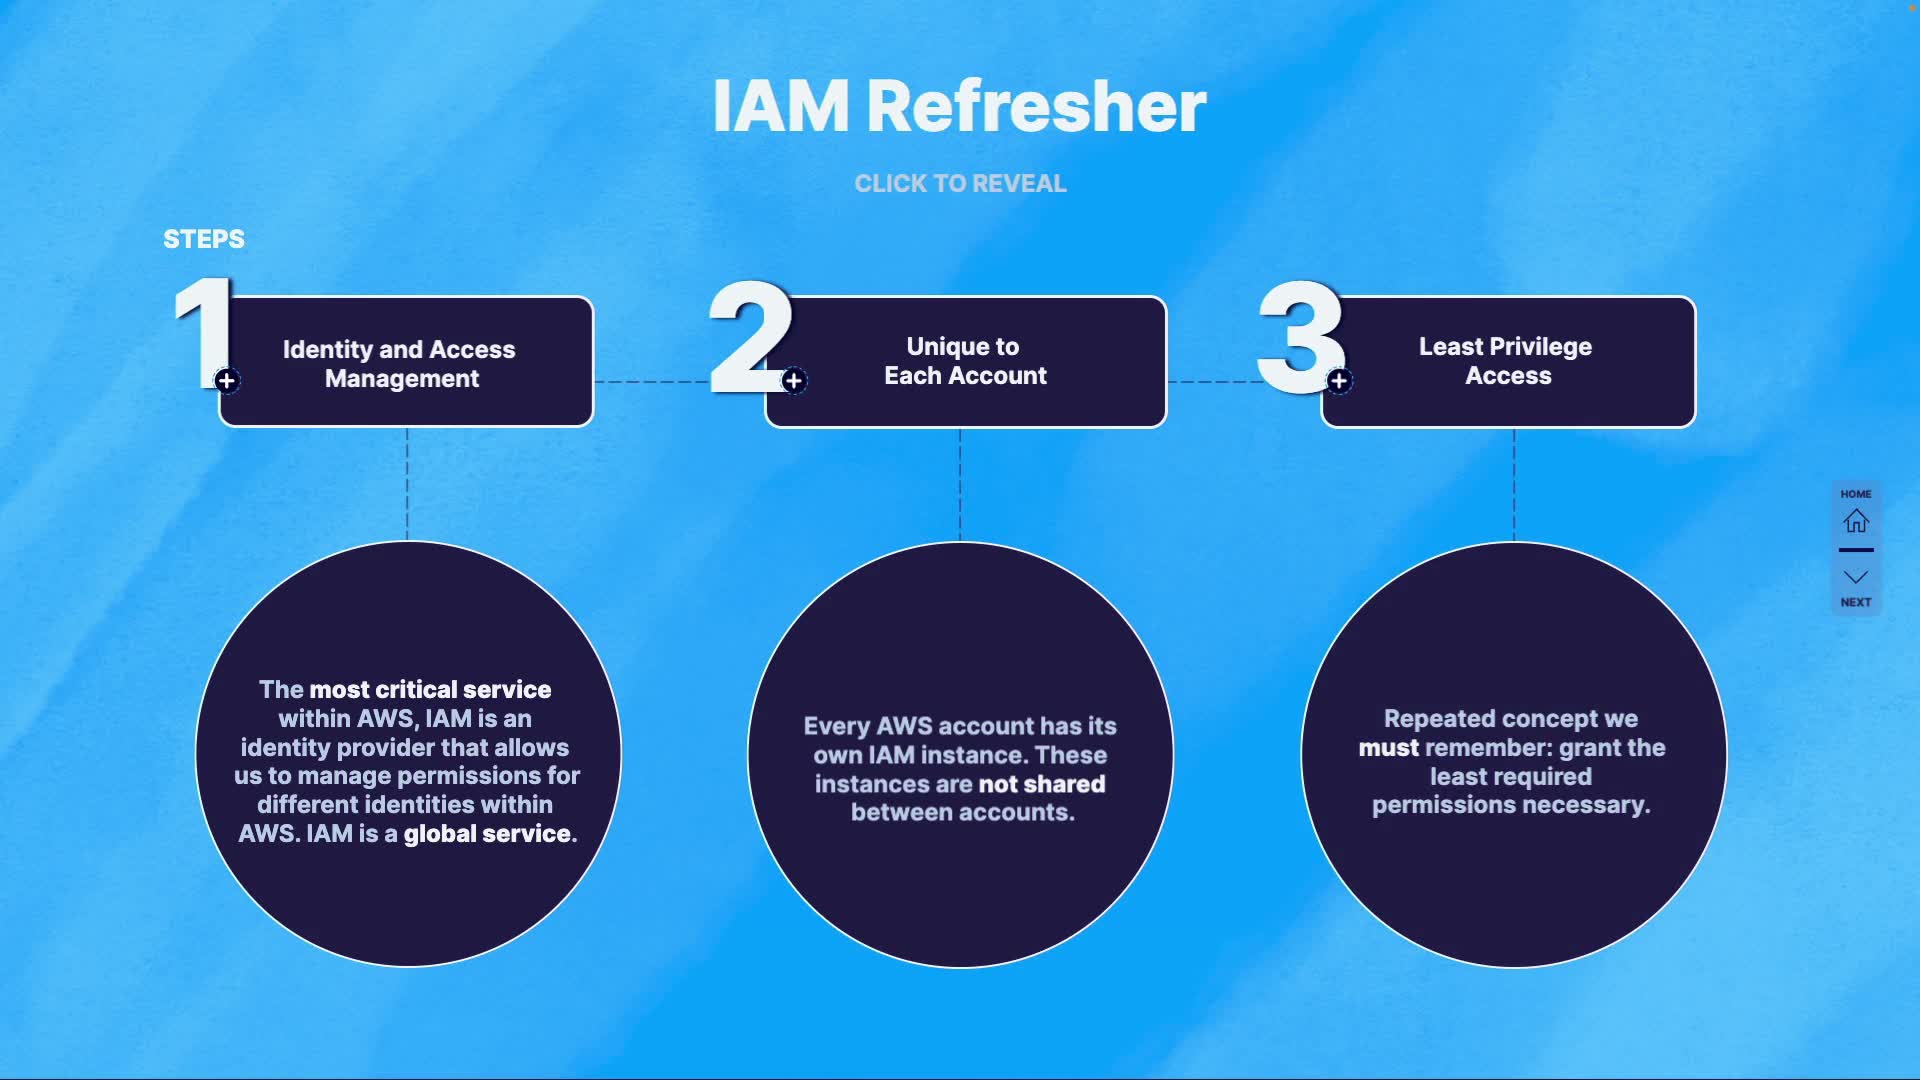 IAM Refresher
CLICK TO REVEAL
STEPS
1
Identity and Access
Management
The most critical service
within AWS, IAM is an
identity provider that allows
us to manage permissions for
different identities within
AWS. IAM is a global service.
2
Unique to
Each Account
Every AWS account has its
own IAM instance. These
instances are not shared
between accounts.
3
Least Privilege
Access
Repeated concept we
must remember: grant the
least required
permissions necessary.
HOME
NEXT